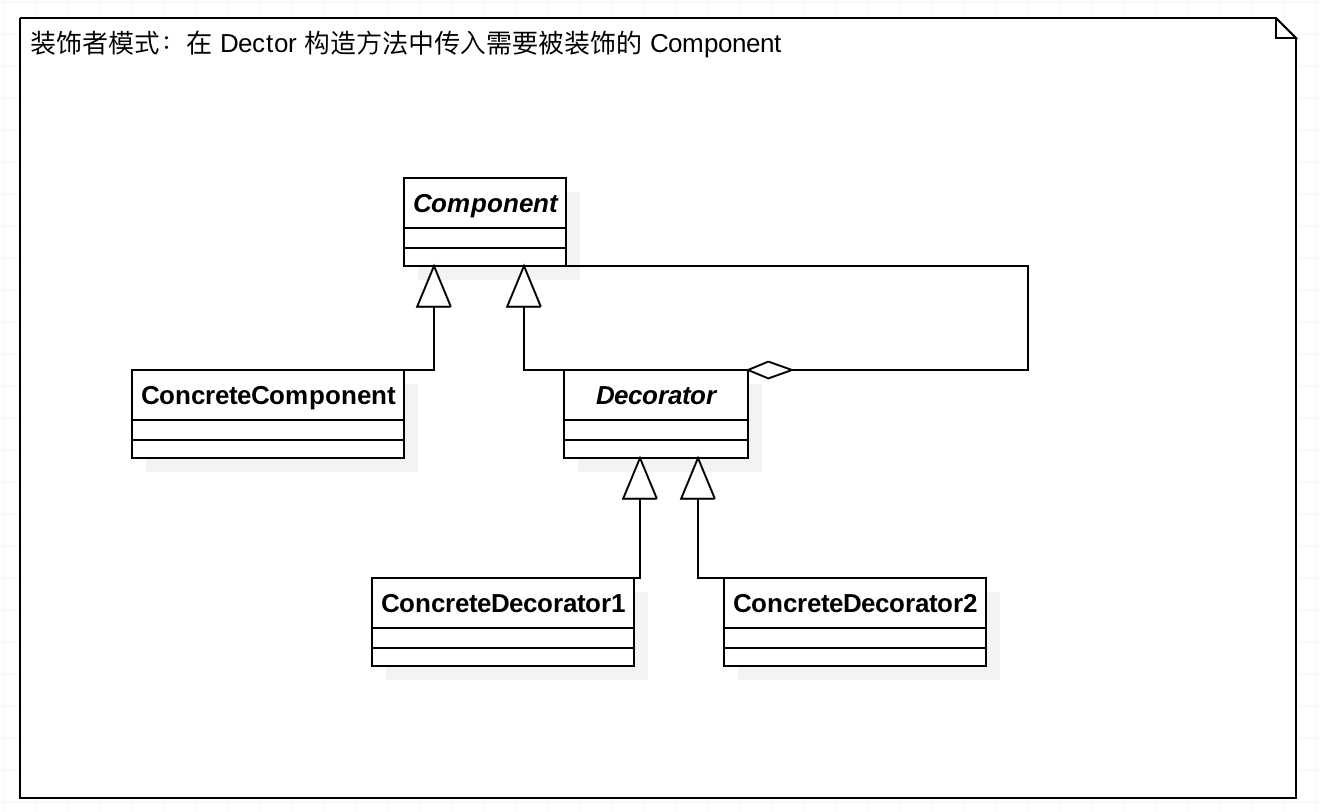 装饰者模式：在 Dector 构造方法中传入需要被装饰的 Component
Component
ConcreteComponent
Decorator
ConcreteDecorator1
ConcreteDecorator2